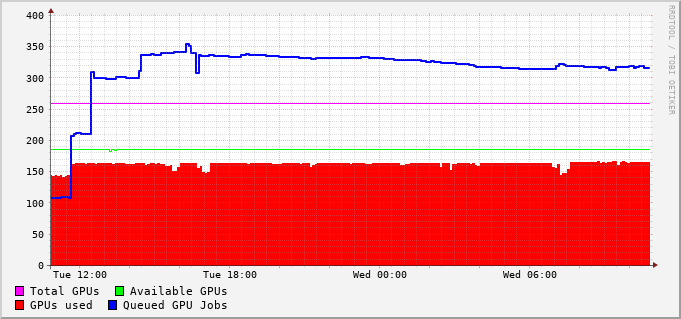 400
350
300
250
200
150
100
50
0
Tue 12:00 Tue 18:00 Wed 00:00 Wed 06:00
Total GPUs Available GPUs
GPUs used Queued GPU Jobs
RRDTOOL / TOBI OETIKER